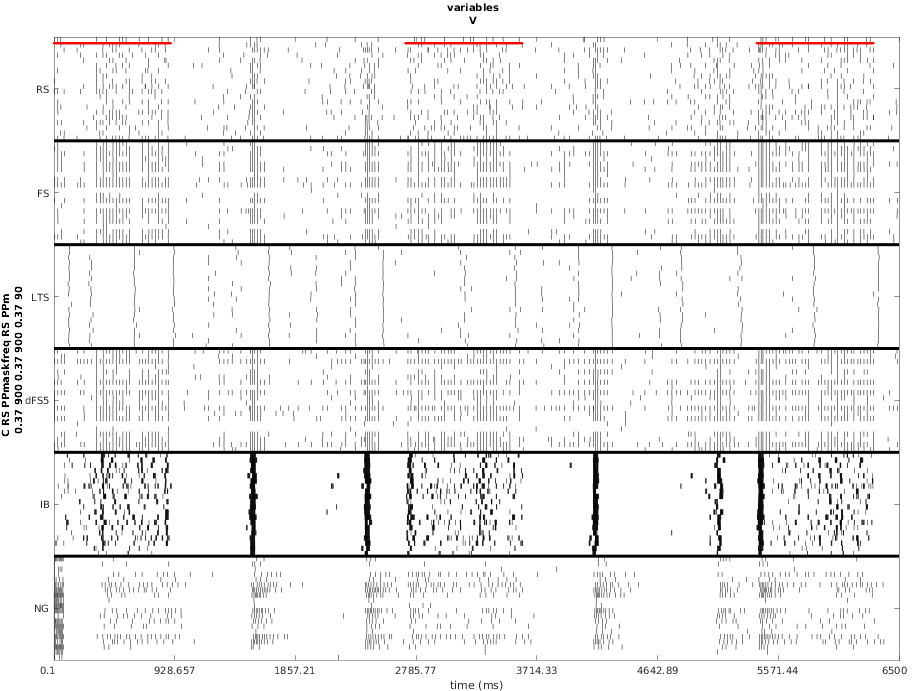 variables
V
RS
FS
LTS
dFS5
IB
NG
C RS PPmaskfreq RS PPm
0.37 900 0.37 900 0.37 90
0.1 928.657 1857.21 2785.77 3714.33 4642.89 5571.44 6500
time (ms)